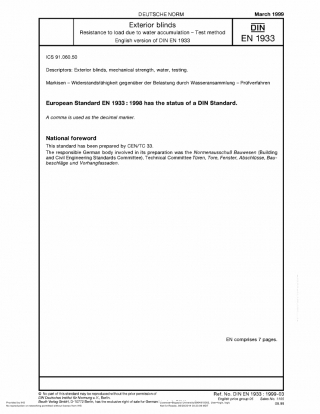 DEUTSCHE NORM
March 1999
Exterior blinds
Resistance to load due to water accumulation – Test method
English version of DIN EN 1933
DIN
EN 1933
ICS 91.060.50
Descriptors: Exterior blinds, mechanical strength, water, testing.
Markisen – Widerstandsfähigkeit gegenüber der Belastung durch Wasseransammlung – Prüfverfahren
European Standard EN 1933 : 1998 has the status of a DIN Standard.
A comma is used as the decimal marker.
National foreword
This standard has been prepared by CEN/TC 33.
The responsible German body involved in its preparation was the Normenausschuß Bauwesen (Building
and Civil Engineering Standards Committee), Technical Committee Türen, Tore, Fenster, Abschlüsse, Bau-
beschläge und Vorhangfassaden.
EN comprises 7 pages.
© No part of this standard may be reproduced without the prior permission of
DIN Deutsches Institut für Normung e. V., Berlin.
Beuth Verlag GmbH, D-10772 Berlin, has the exclusive right of sale for German
Ref. No. DIN EN 1933 : 1999-03
English price group 05 Sales No.